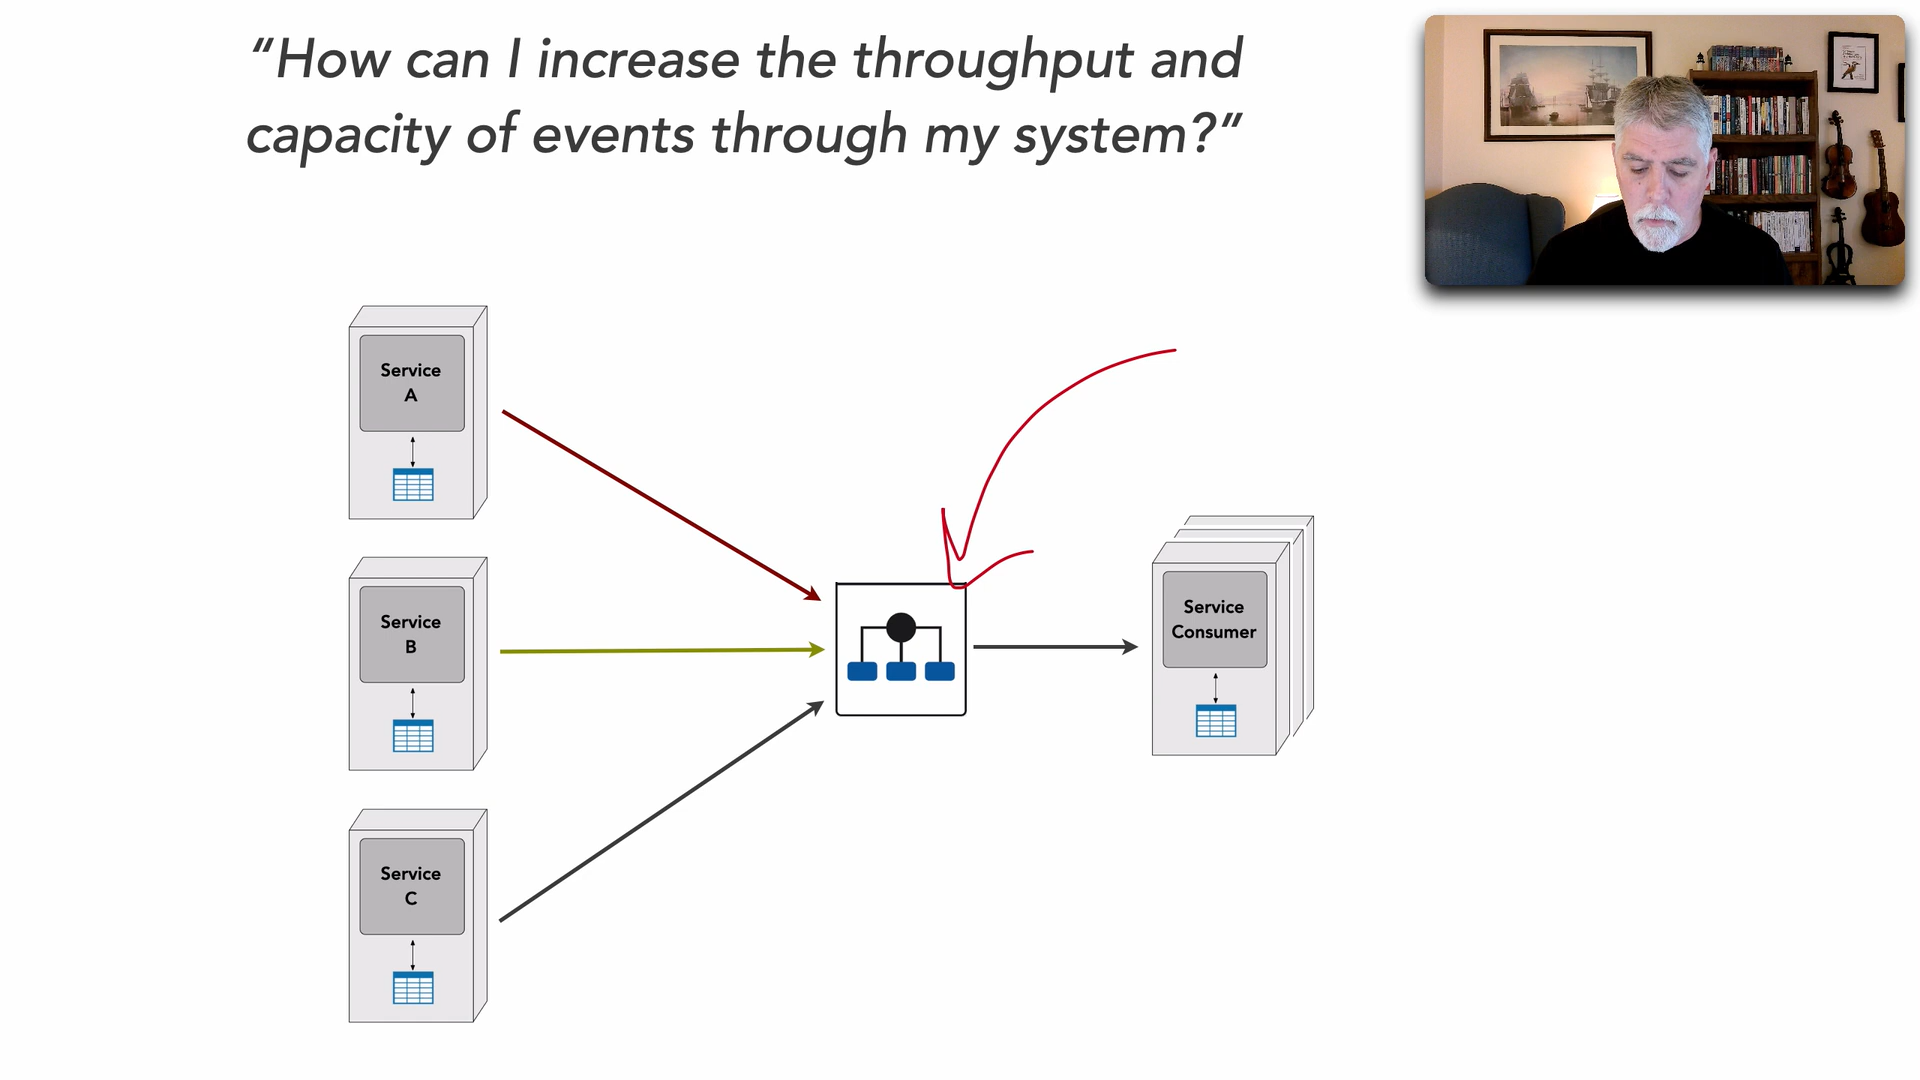 “How can I increase the throughput and
capacity of events through my system?”
Service
A
Service
B
Service
C
Service
Consumer